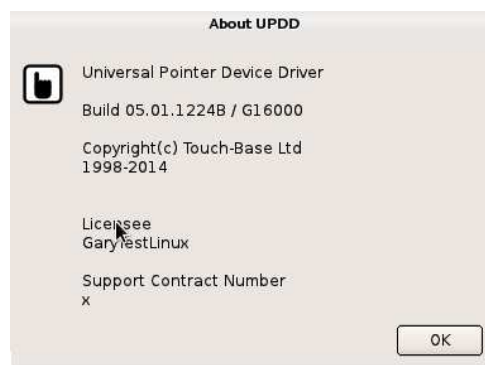 About UPDD
Universal Pointer Device Driver
Build 05.01.1224B / G16000
Copyright(c) Touch-Base Ltd
1998-2014
Licensee
GaryTestLinux
Support Contract Number
x
OK